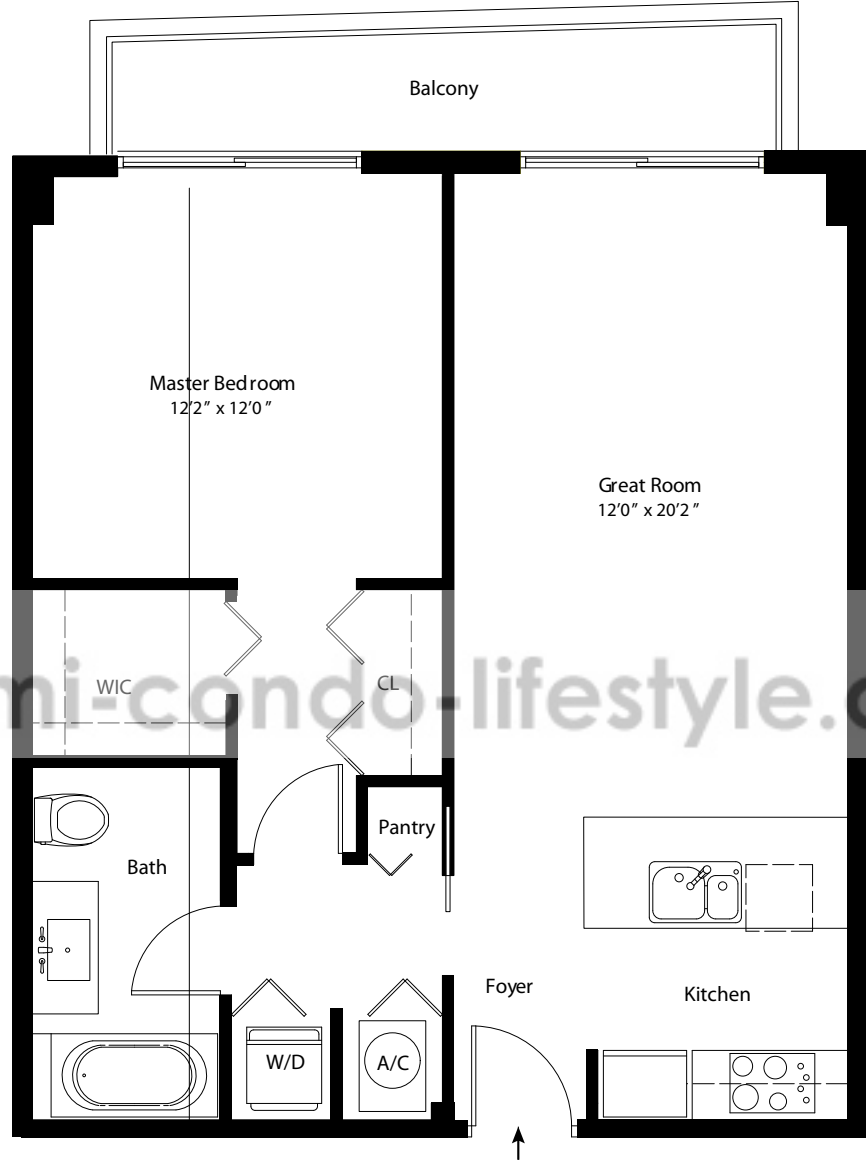 Balcony
Master Bedroom
12'2" x 12'0"
Great Room
12'0" x 20'2"
WIC
CL
mi-condo-lifestyle.
Pantry
Bath
Foyer
Kitchen
W/D
A/C